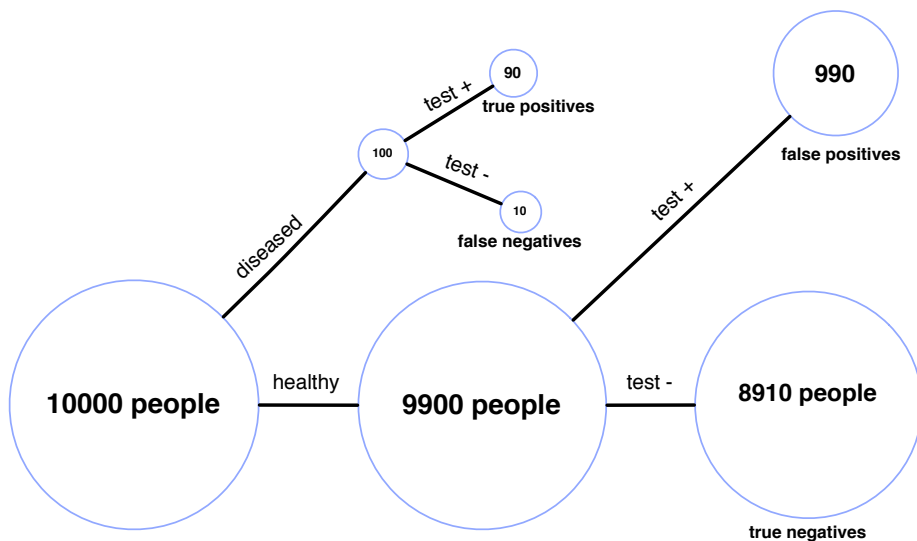 90
test +
true positives
990
false positives
100
test -
10
false negatives
test +
diseased
10000 people
healthy
9900 people
test -
8910 people
true negatives